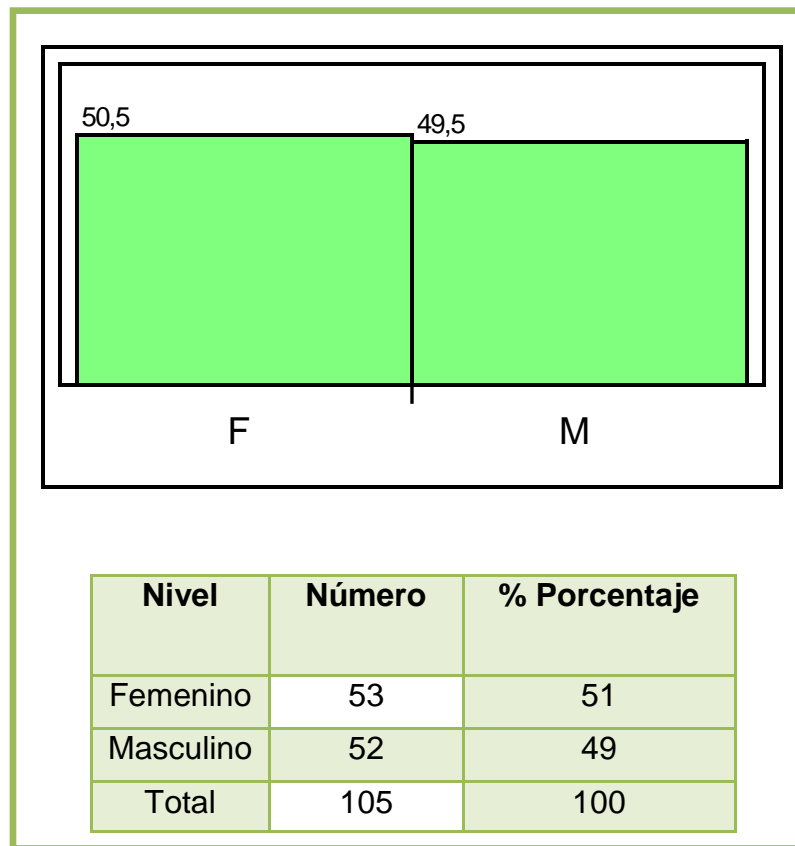 50,5 49,5
F M
Nivel Número % Porcentaje
Femenino 53 51
Masculino 52 49
Total 105 100